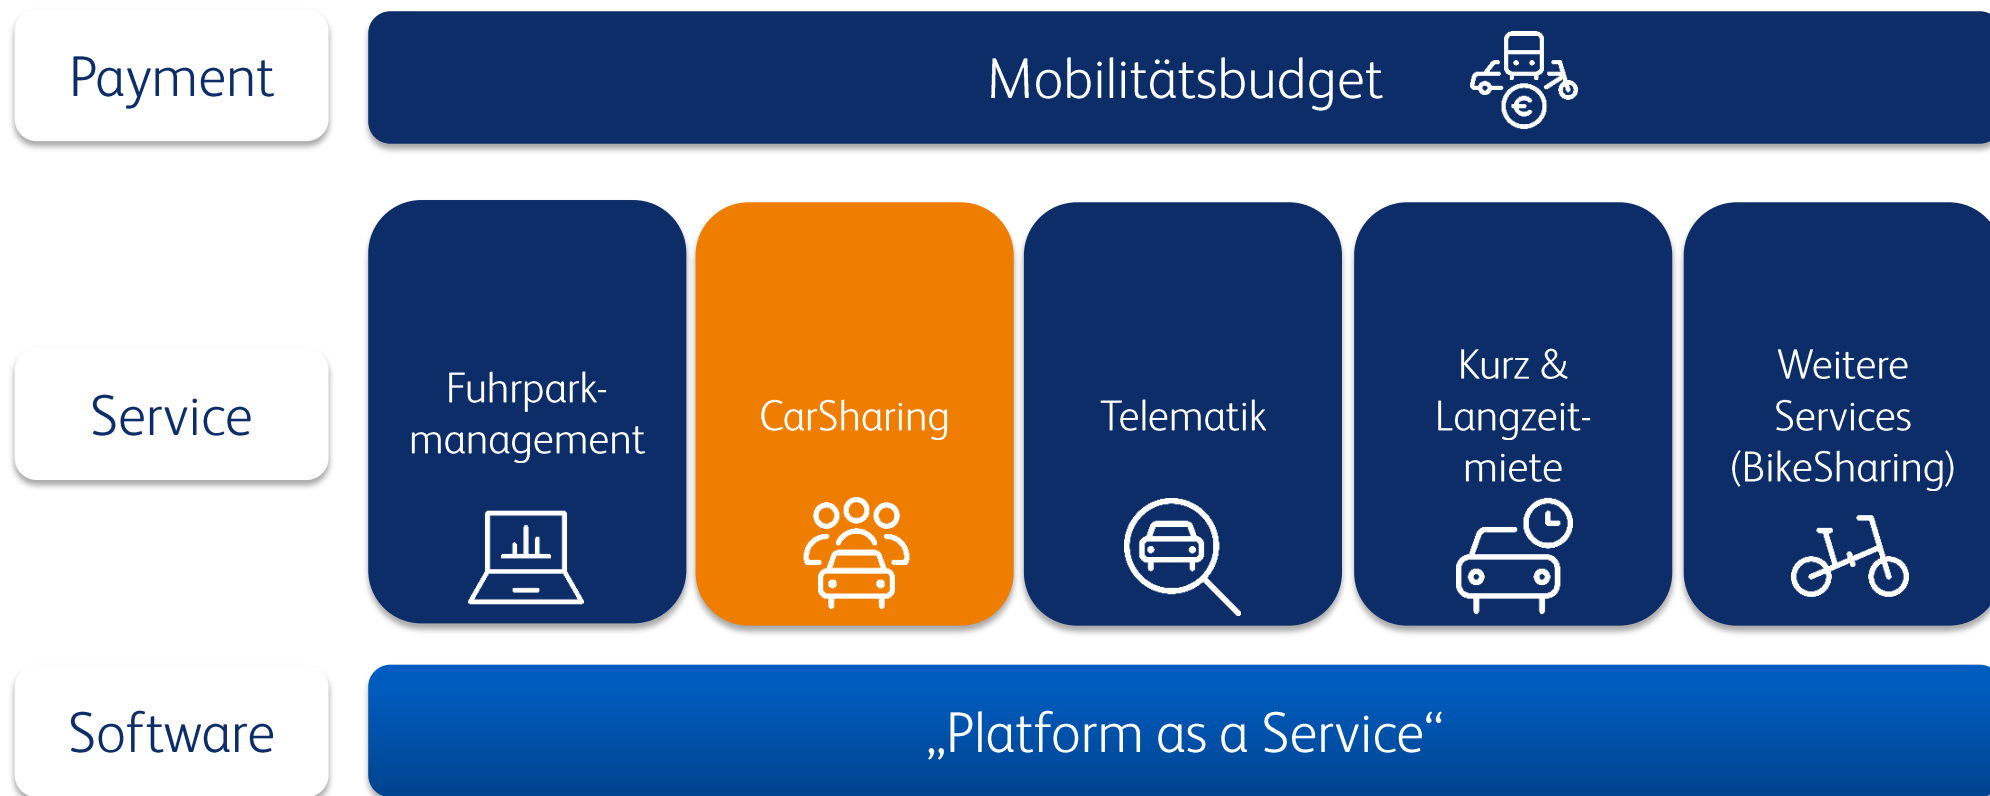 Payment
Mobilitätsbudget
€
Service
Fuhrpark-
management
CarSharing
Telematik
Kurz &
Langzeit-
miete
Weitere
Services
(BikeSharing)
Software
„Platform as a Service“